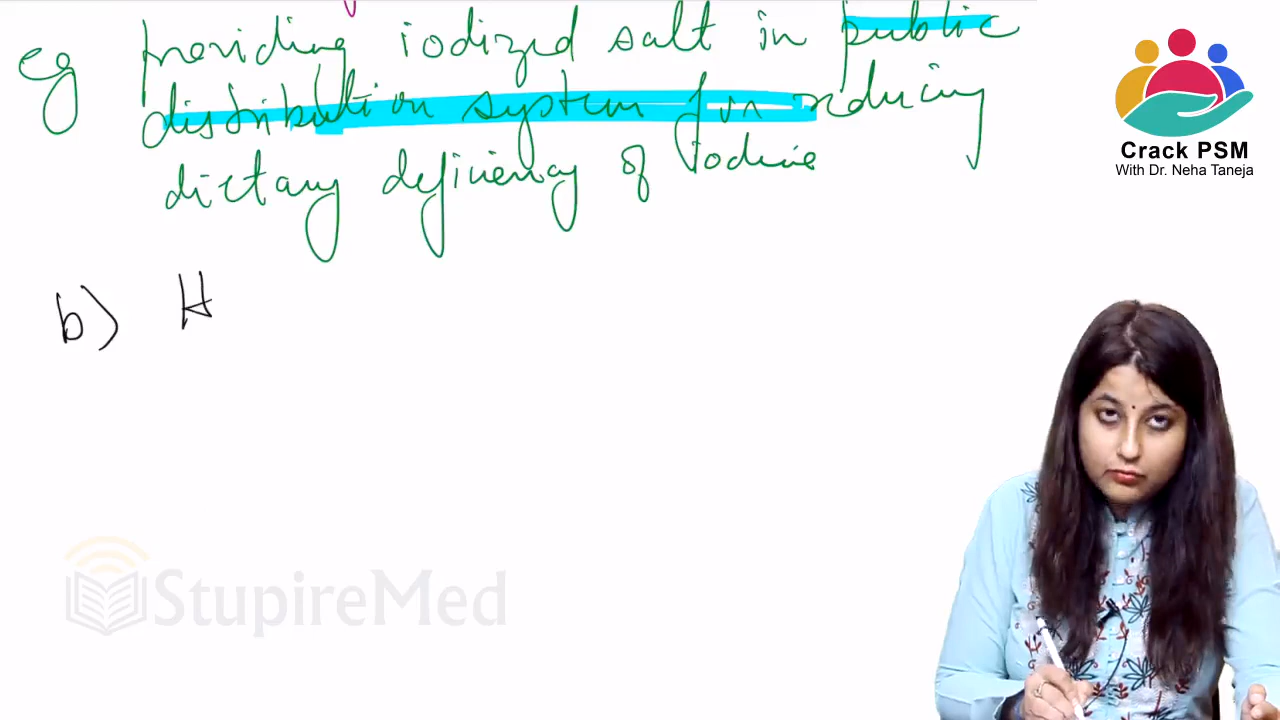 eg providing iodized salt in public
distribution system for reducing
dietary deficiency of iodine
b) H
Crack PSM
With Dr. Neha Taneja
StupireMed